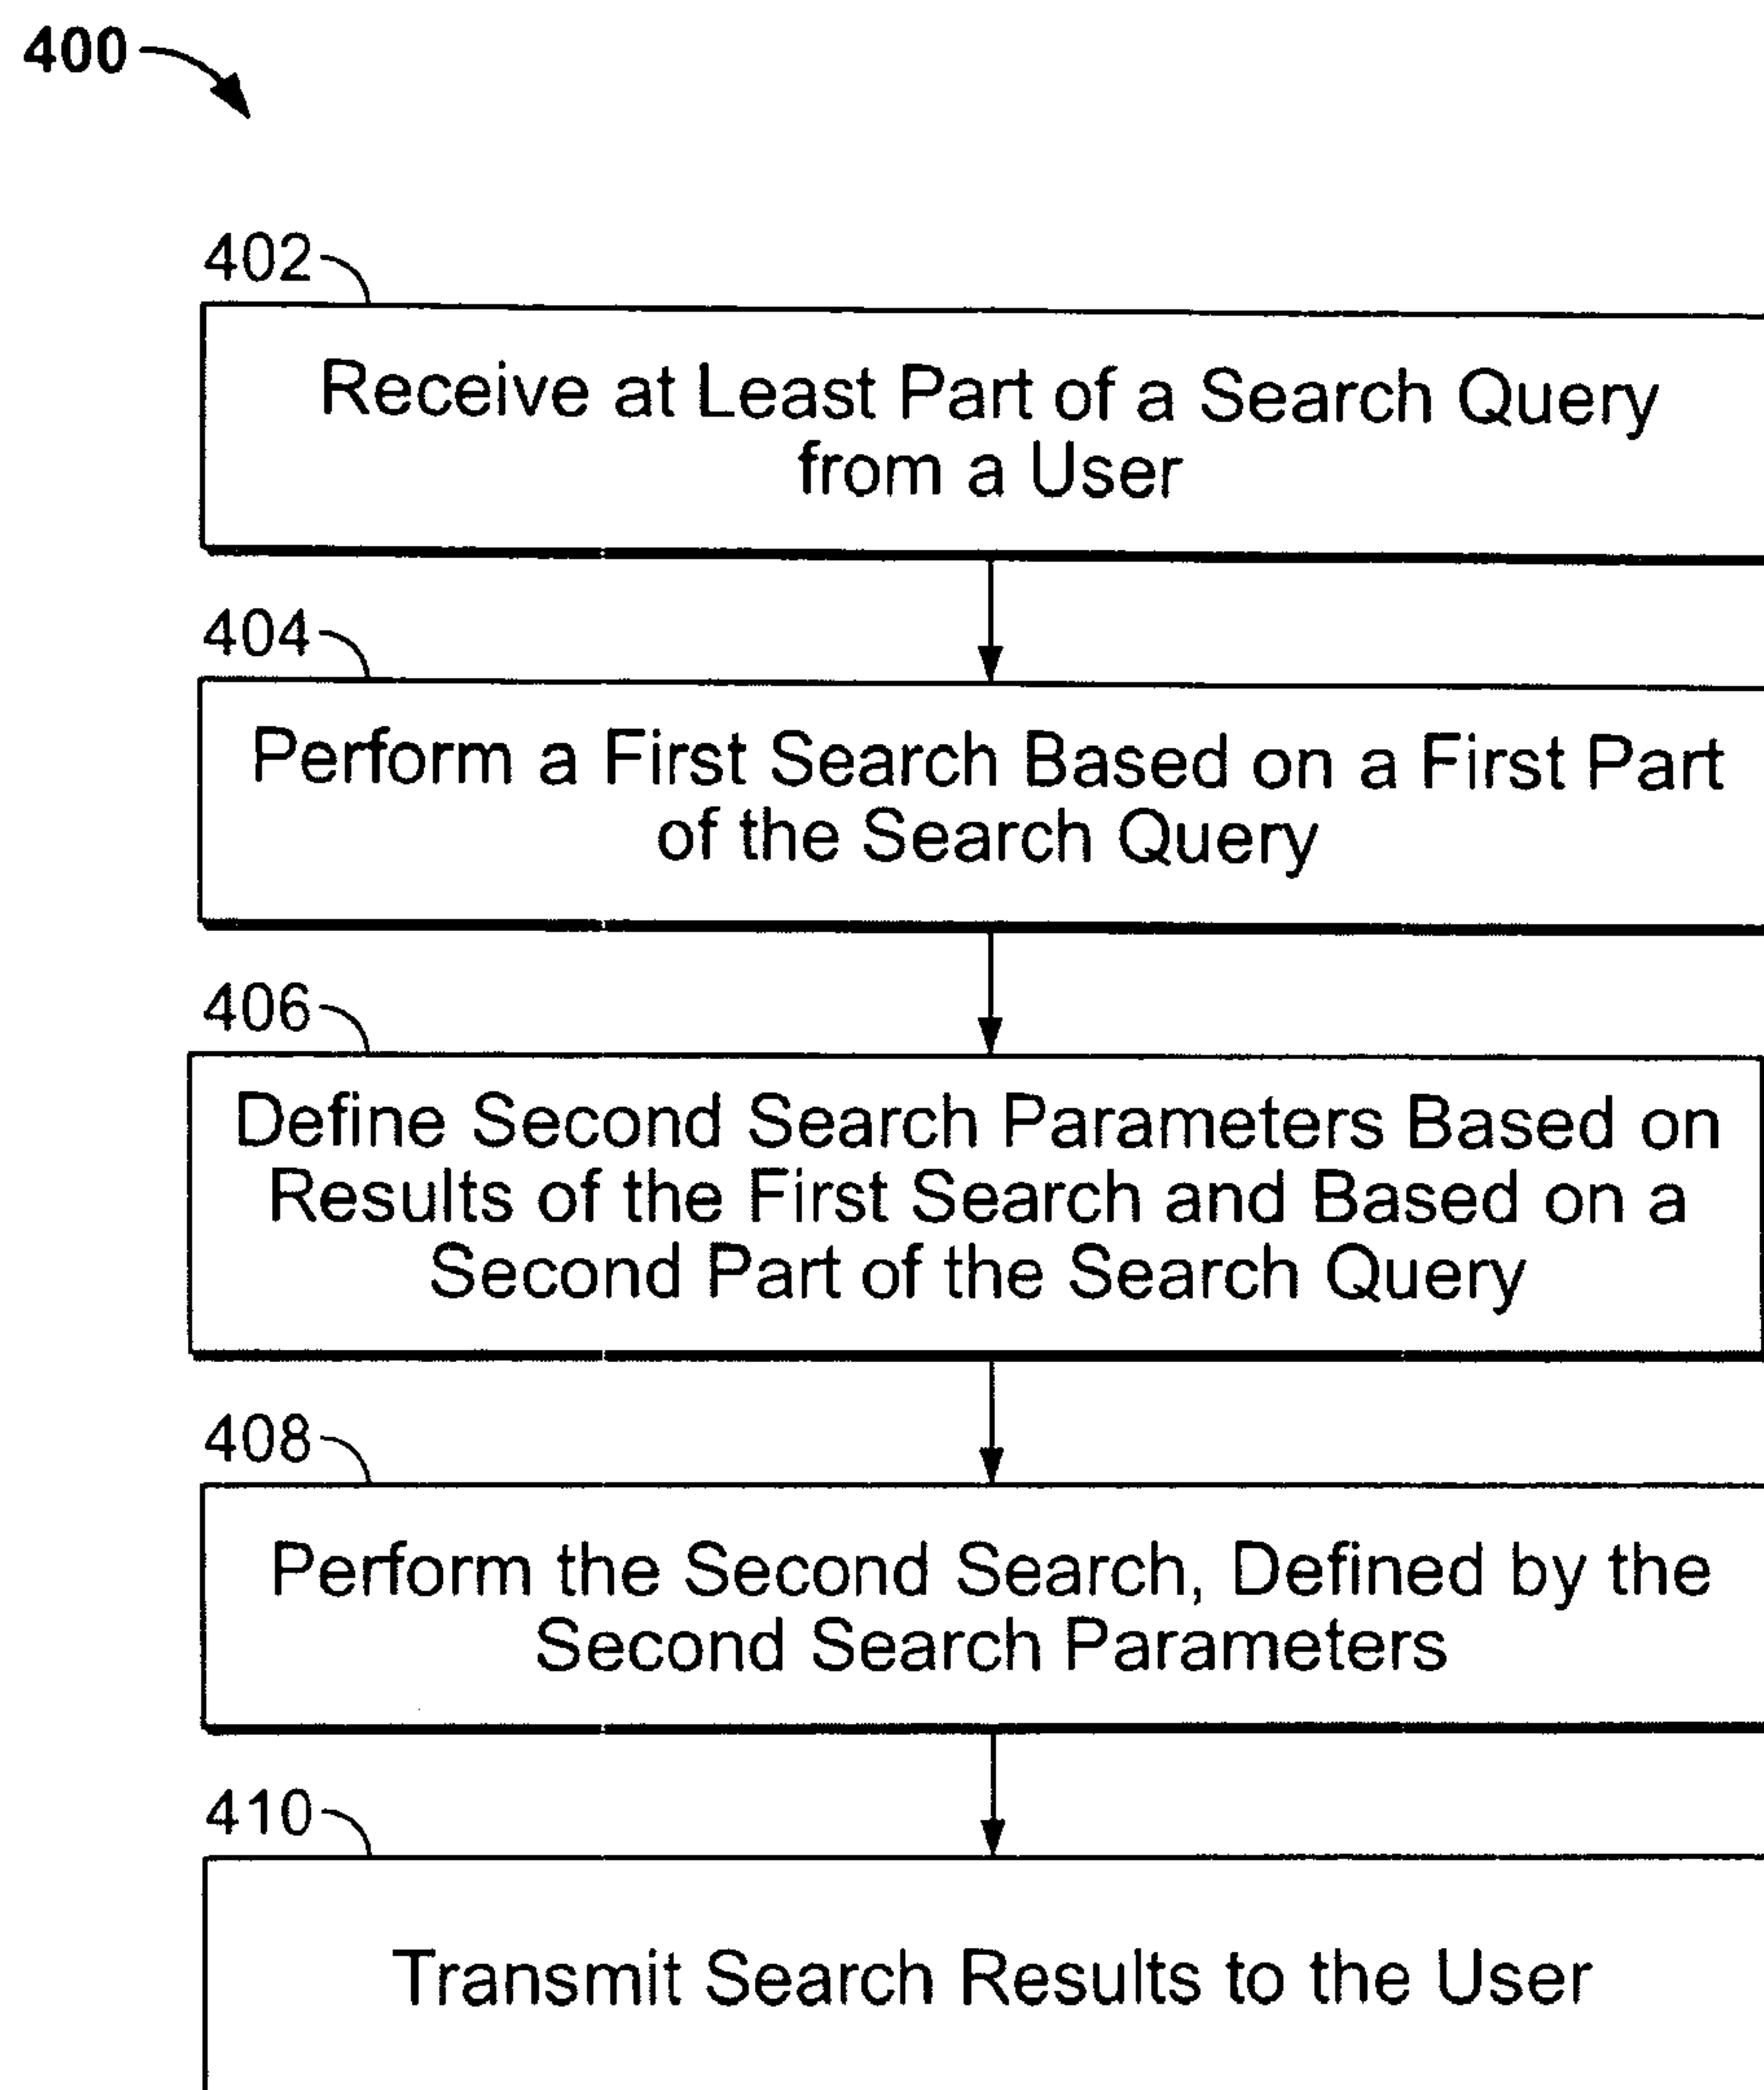 400
402
Receive at Least Part of a Search Query
from a User
404
Perform a First Search Based on a First Part
of the Search Query
406
Define Second Search Parameters Based on
Results of the First Search and Based on a
Second Part of the Search Query
408
Perform the Second Search, Defined by the
Second Search Parameters
410
Transmit Search Results to the User